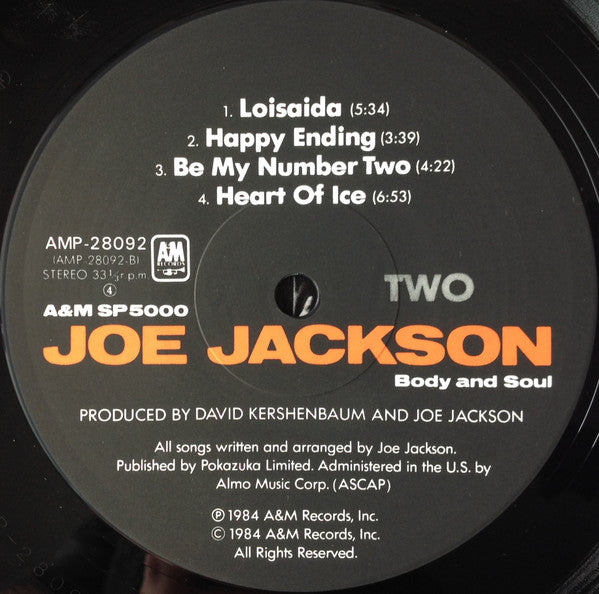 1. Loisaida (5:34)
2. Happy Ending (3:39)
3. Be My Number Two (4:22)
4. Heart Of Ice (6:53)
AMP-28092
(AMP-28092-B)
STEREO 33⅓r.p.m
④
A&M RECORDS
TWO
A&M SP5000
JOE JACKSON
Body and Soul
PRODUCED BY DAVID KERSHENBAUM AND JOE JACKSON
All songs written and arranged by Joe Jackson.
Published by Pokazuka Limited. Administered in the U.S. by
Almo Music Corp. (ASCAP)
Ⓟ 1984 A&M Records, Inc.
© 1984 A&M Records, Inc.
All Rights Reserved.